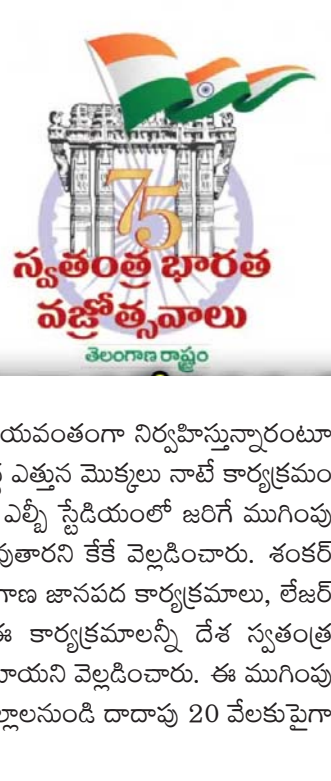 75
స్వతంత్ర భారత
వజ్రోత్సవాలు
తెలంగాణ రాష్ట్రం
యవంతంగా నిర్వహిస్తున్నారంటూ
ఎత్తున మొక్కలు నాటే కార్యక్రమం
ఎల్బీ స్టేడియంలో జరిగే ముగింపు
వుతారని కేకే వెల్లడించారు. శంకర్
గాణ జానపద కార్యక్రమాలు, లేజర్
ఈ కార్యక్రమాలన్నీ దేశ స్వతంత్ర
యని వెల్లడించారు. ఈ ముగింపు
ల్లాలనుండి దాదాపు 20 వేలకుపైగా